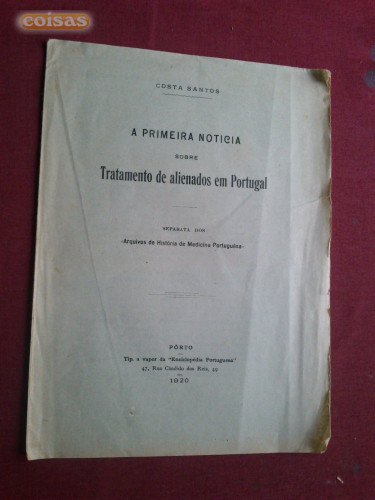 coisas
COSTA SANTOS
A PRIMEIRA NOTICIA
SOBRE
Tratamento de alienados em Portugal
SEPARATA DOS
«Arquivos de História de Medicina Portuguesa»
PÔRTO
Tip. a vapor da "Enciclopédia Portuguesa"
47, Rua Cândido dos Reis, 49
1920